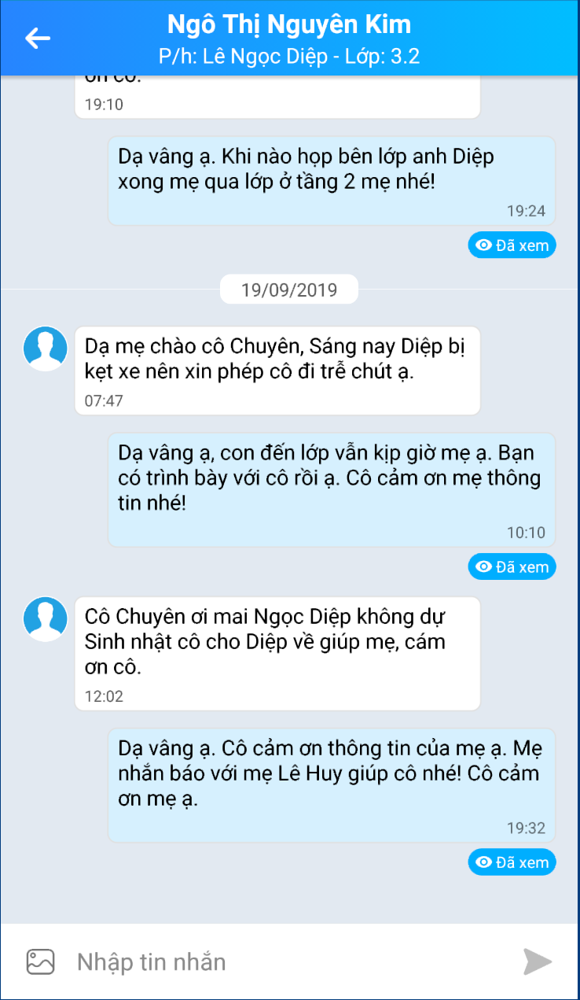 Ngô Thị Nguyên Kim
P/h: Lê Ngọc Diệp - Lớp: 3.2
ơn cô.
19:10
Dạ vâng ạ. Khi nào họp bên lớp anh Diệp
xong mẹ qua lớp ở tầng 2 mẹ nhé!
19:24
Đã xem
19/09/2019
Dạ mẹ chào cô Chuyên, Sáng nay Diệp bị
kẹt xe nên xin phép cô đi trễ chút ạ.
07:47
Dạ vâng ạ, con đến lớp vẫn kịp giờ mẹ ạ. Bạn
có trình bày với cô rồi ạ. Cô cảm ơn mẹ thông
tin nhé!
10:10
Đã xem
Cô Chuyên ơi mai Ngọc Diệp không dự
Sinh nhật cô cho Diệp về giúp mẹ, cám
ơn cô.
12:02
Dạ vâng ạ. Cô cảm ơn thông tin của mẹ ạ. Mẹ
nhắn báo với mẹ Lê Huy giúp cô nhé! Cô cảm
ơn mẹ ạ.
19:32
Đã xem
Nhập tin nhắn